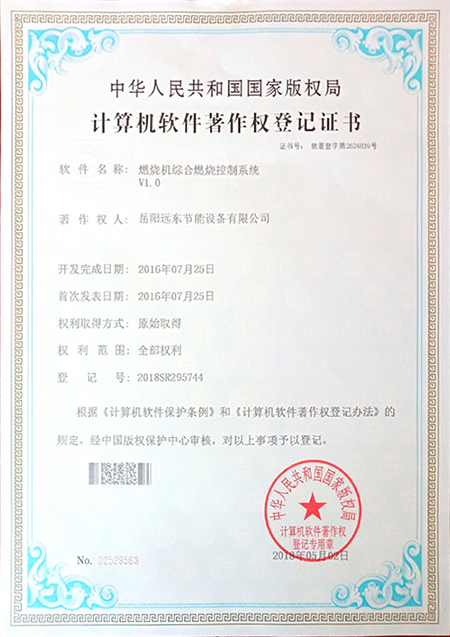 中华人民共和国国家版权局
计算机软件著作权登记证书
证书号： 软著登字第2624839号
软件名称： 燃烧机综合燃烧控制系统
V1.0
著作权人： 岳阳远东节能设备有限公司
开发完成日期： 2016年07月25日
首次发表日期： 2016年07月25日
权利取得方式： 原始取得
权利范围： 全部权利
登记号： 2018SR295744
根据《计算机软件保护条例》和《计算机软件著作权登记办法》的
规定，经中国版权保护中心审核，对以上事项予以登记。
中华人民共和国国家版权局
计算机软件著作权
登记专用章
2018年05月02日
No. 02529563